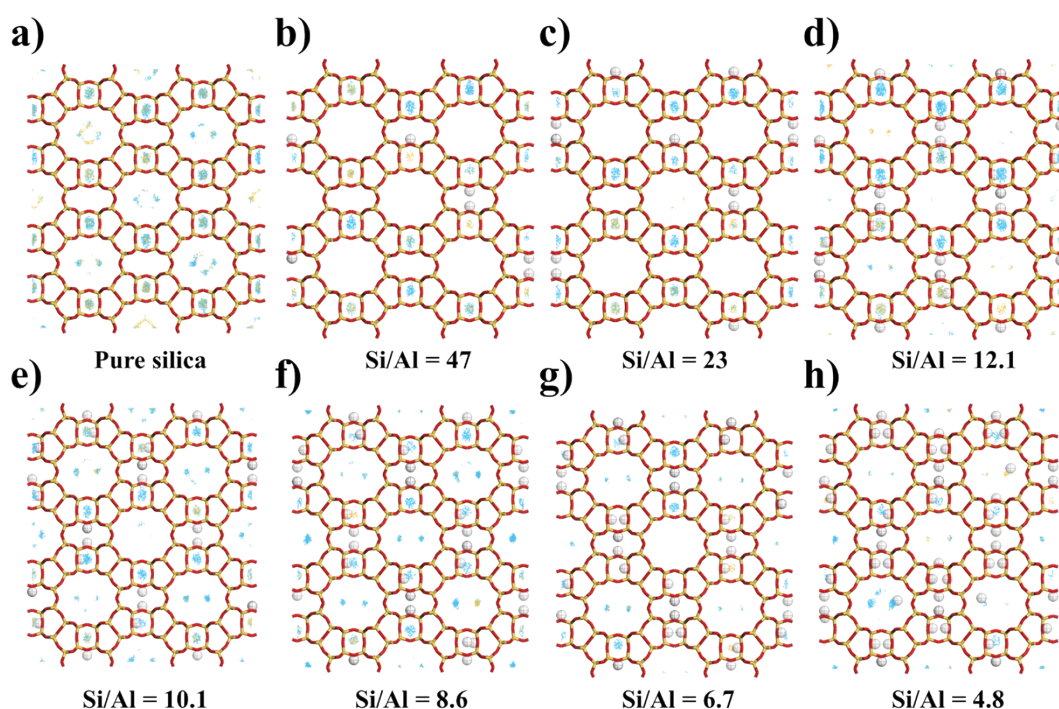 a) b) c) d)
Pure silica Si/Al = 47 Si/Al = 23 Si/Al = 12.1
e) f) g) h)
Si/Al = 10.1 Si/Al = 8.6 Si/Al = 6.7 Si/Al = 4.8